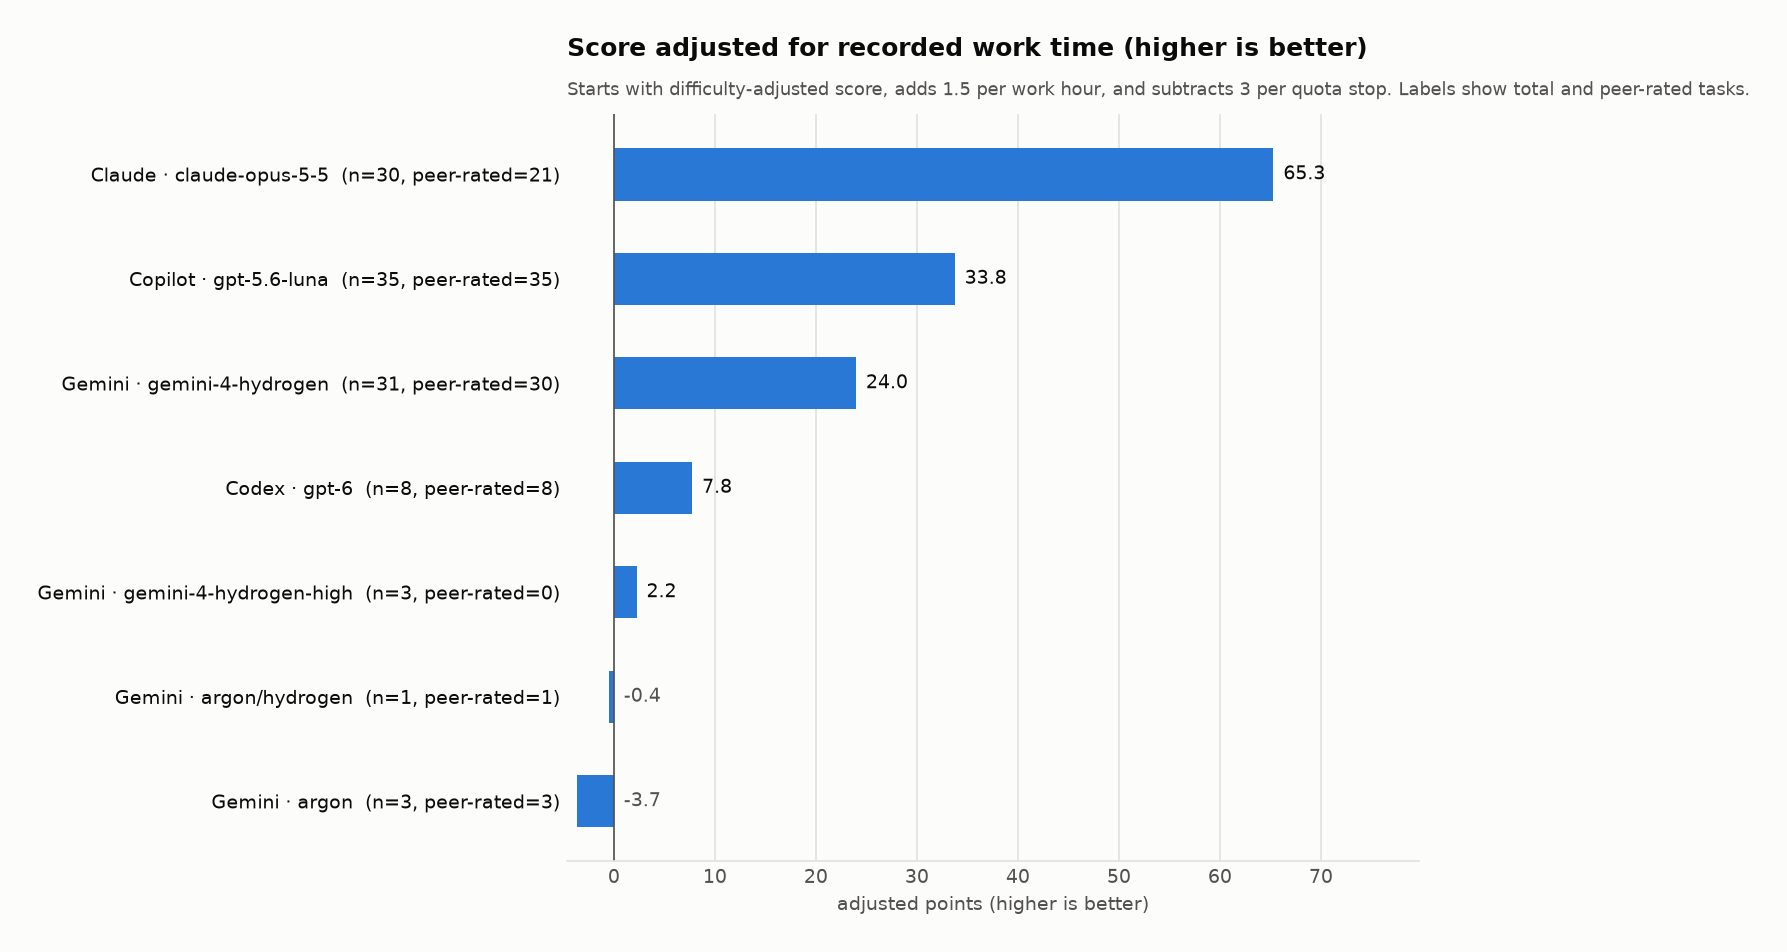 Score adjusted for recorded work time (higher is better)
Starts with difficulty-adjusted score, adds 1.5 per work hour, and subtracts 3 per quota stop. Labels show total and peer-rated tasks.
Claude · claude-opus-5-5 (n=30, peer-rated=21)
65.3
Copilot · gpt-5.6-luna (n=35, peer-rated=35)
33.8
Gemini · gemini-4-hydrogen (n=31, peer-rated=30)
24.0
Codex · gpt-6 (n=8, peer-rated=8)
7.8
Gemini · gemini-4-hydrogen-high (n=3, peer-rated=0)
2.2
Gemini · argon/hydrogen (n=1, peer-rated=1)
-0.4
Gemini · argon (n=3, peer-rated=3)
-3.7
0 10 20 30 40 50 60 70
adjusted points (higher is better)